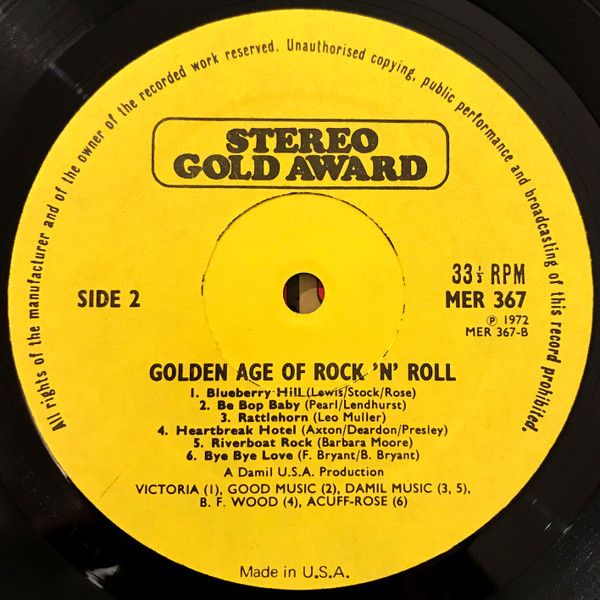 All rights of the manufacturer and of the owner of the recorded work reserved. Unauthorised copying, public performance and broadcasting of this record prohibited.
STEREO
GOLD AWARD
SIDE 2
33⅓ RPM
MER 367
Ⓟ 1972
MER 367-B
GOLDEN AGE OF ROCK 'N' ROLL
1. Blueberry Hill (Lewis/Stock/Rose)
2. Be Bop Baby (Pearl/Lendhurst)
3. Rattlehorn (Leo Muller)
4. Heartbreak Hotel (Axton/Deardon/Presley)
5. Riverboat Rock (Barbara Moore)
6. Bye Bye Love (F. Bryant/B. Bryant)
A Damil U.S.A. Production
VICTORIA (1), GOOD MUSIC (2), DAMIL MUSIC (3, 5),
B. F. WOOD (4), ACUFF-ROSE (6)
Made in U.S.A.